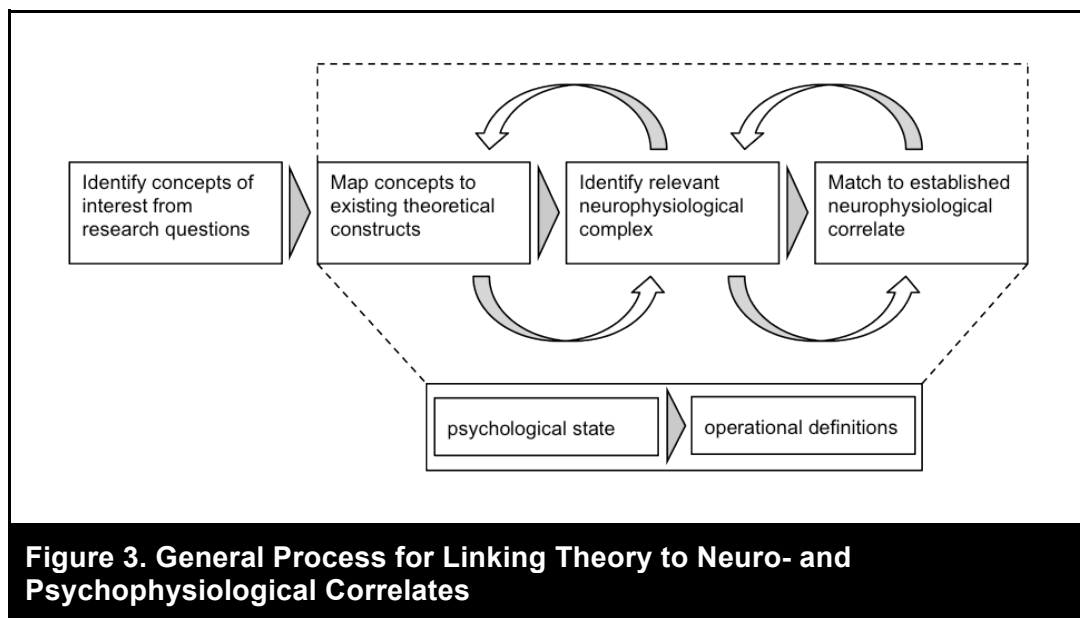 Identify concepts of
interest from
research questions
Map concepts to
existing theoretical
constructs
Identify relevant
neurophysiological
complex
Match to established
neurophysiological
correlate
psychological state
operational definitions
Figure 3. General Process for Linking Theory to Neuro- and
Psychophysiological Correlates